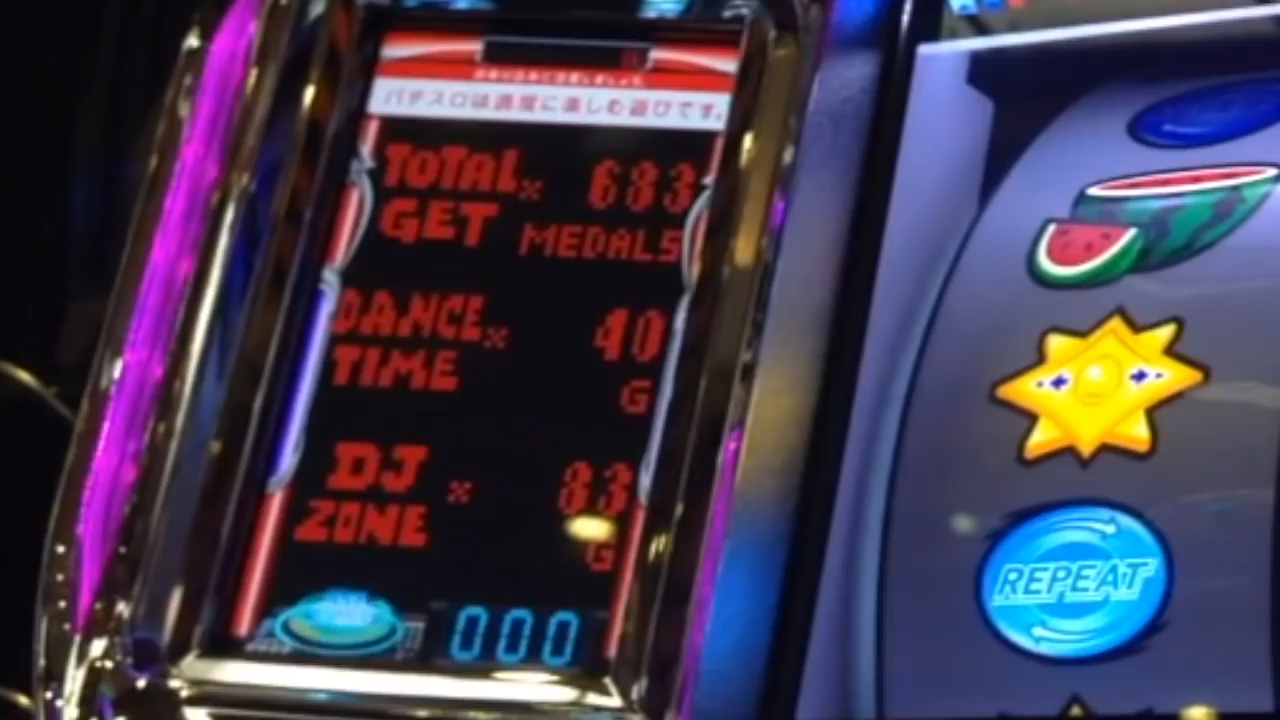 パチスロは適度に楽しむ遊びです。
TOTAL × 683
GET MEDALS
DANCE × 40
TIME G
DJ × 83
ZONE G
000
REPEAT